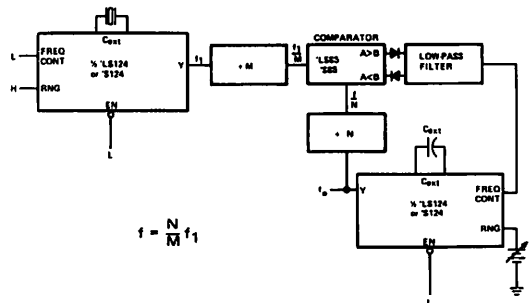 COMPARATOR
L
FREQ
CONT
H
RNG
Cext
½ 'LS124
or 'S124
Y
EN
L
f1
÷ M
f1
M
'LS85
'S85
A>B
A<B
LOW-PASS
FILTER
f
N
÷ N
fo
Y
Cext
Cext
½ 'LS124
or 'S124
FREQ
CONT
RNG
EN
L
f = N/M f1